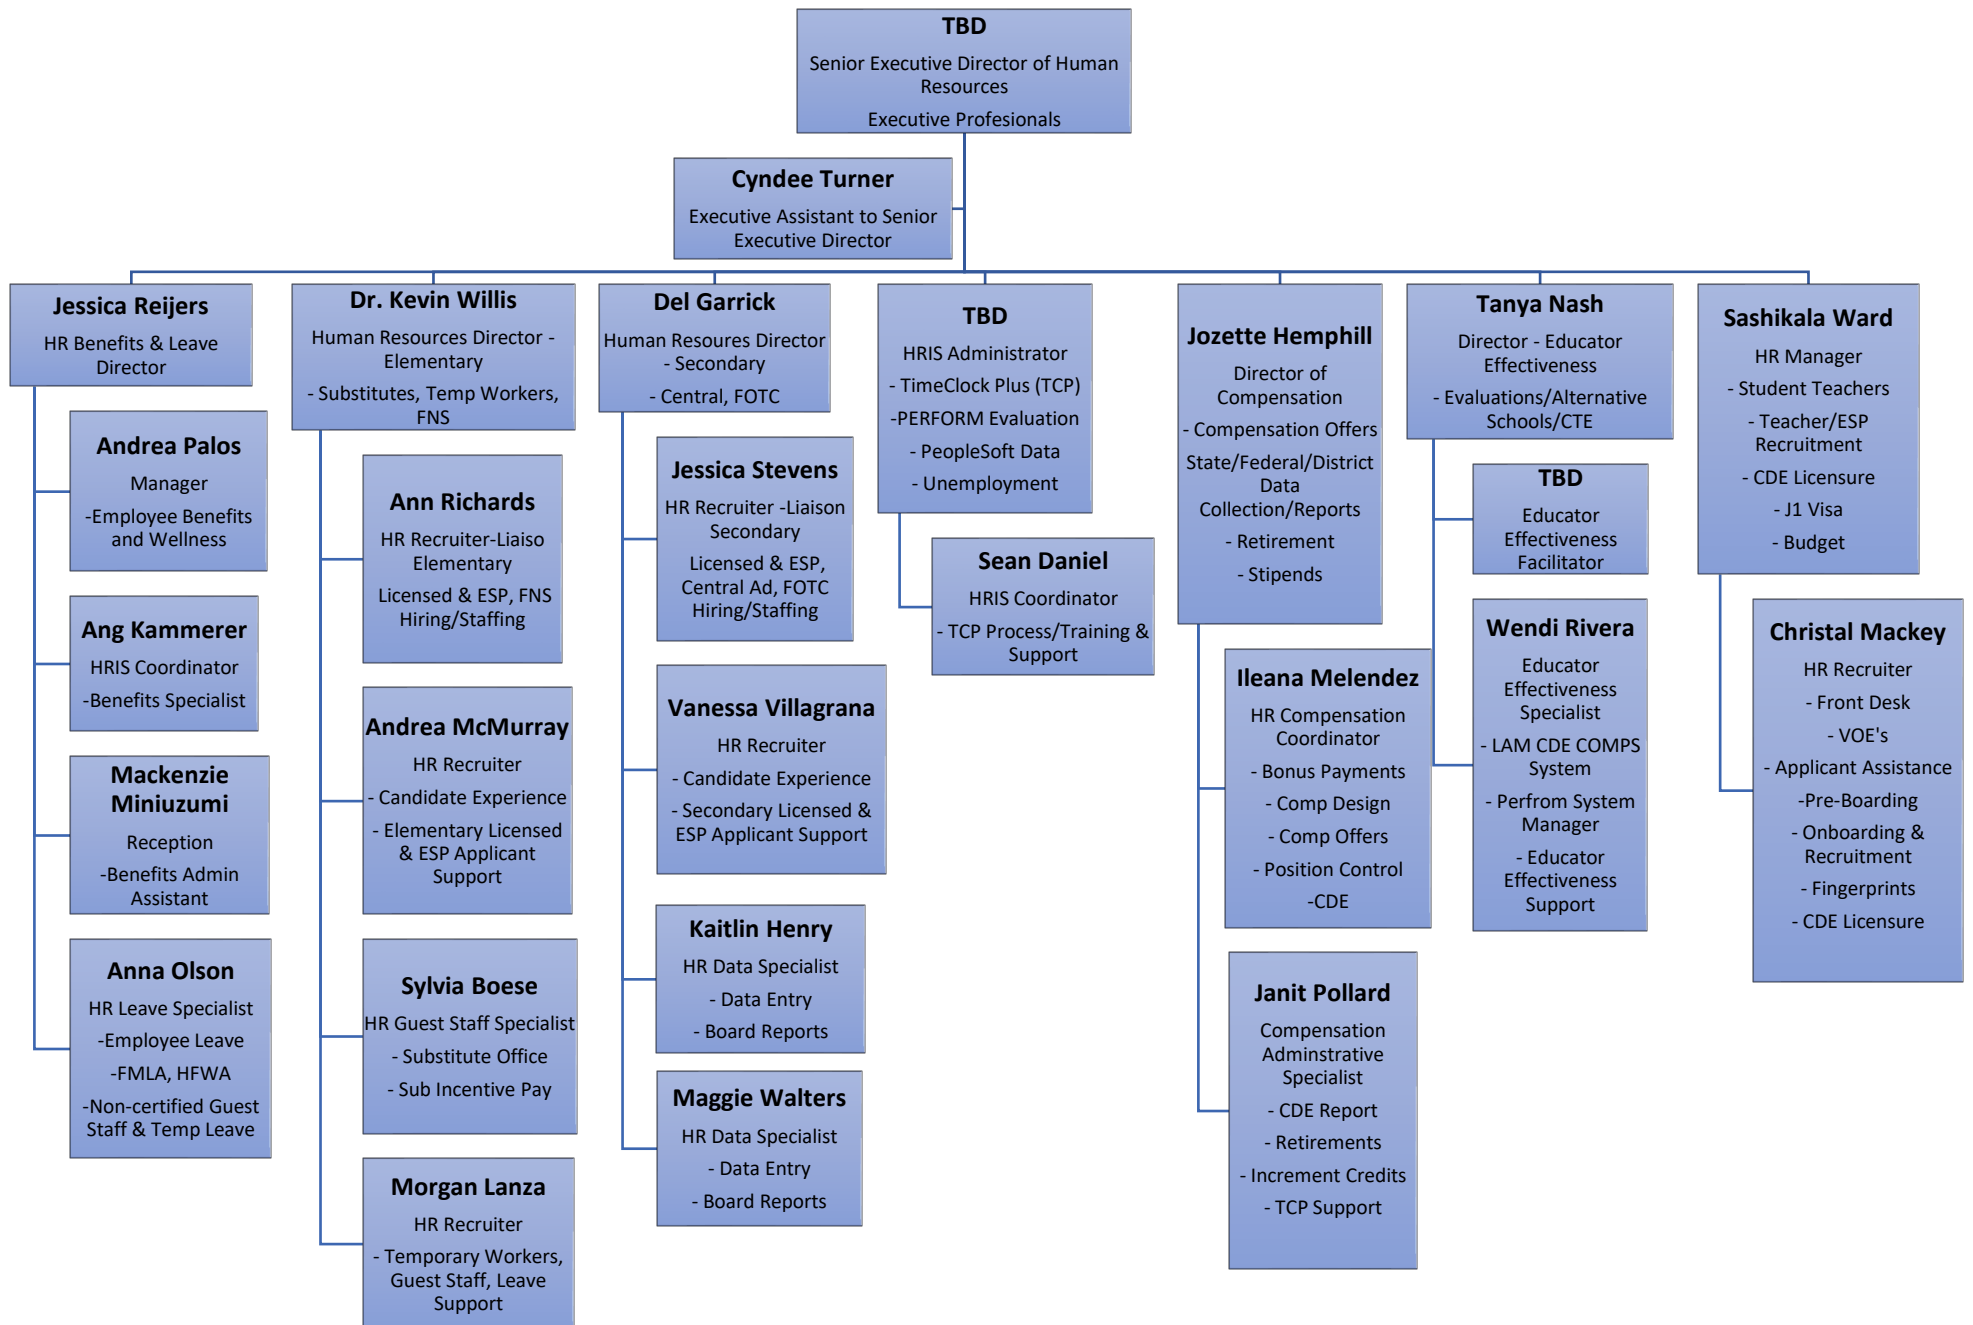 TBD
Senior Executive Director of Human
Resources
Executive Profesionals
Cyndee Turner
Executive Assistant to Senior
Executive Director
Jessica Reijers
HR Benefits & Leave
Director
Andrea Palos
Manager
-Employee Benefits
and Wellness
Ang Kammerer
HRIS Coordinator
-Benefits Specialist
Mackenzie
Miniuzumi
Reception
-Benefits Admin
Assistant
Anna Olson
HR Leave Specialist
-Employee Leave
-FMLA, HFWA
-Non-certified Guest
Staff & Temp Leave
Dr. Kevin Willis
Human Resources Director -
Elementary
- Substitutes, Temp Workers,
FNS
Ann Richards
HR Recruiter-Liaiso
Elementary
Licensed & ESP, FNS
Hiring/Staffing
Andrea McMurray
HR Recruiter
- Candidate Experience
- Elementary Licensed
& ESP Applicant
Support
Sylvia Boese
HR Guest Staff Specialist
- Substitute Office
- Sub Incentive Pay
Morgan Lanza
HR Recruiter
- Temporary Workers,
Guest Staff, Leave
Support
Del Garrick
Human Resoures Director
- Secondary
- Central, FOTC
Jessica Stevens
HR Recruiter -Liaison
Secondary
Licensed & ESP,
Central Ad, FOTC
Hiring/Staffing
Vanessa Villagrana
HR Recruiter
- Candidate Experience
- Secondary Licensed &
ESP Applicant Support
Kaitlin Henry
HR Data Specialist
- Data Entry
- Board Reports
Maggie Walters
HR Data Specialist
- Data Entry
- Board Reports
TBD
HRIS Administrator
- TimeClock Plus (TCP)
-PERFORM Evaluation
- PeopleSoft Data
- Unemployment
Sean Daniel
HRIS Coordinator
- TCP Process/Training &
Support
Jozette Hemphill
Director of
Compensation
- Compensation Offers
State/Federal/District
Data
Collection/Reports
- Retirement
- Stipends
Ileana Melendez
HR Compensation
Coordinator
- Bonus Payments
- Comp Design
- Comp Offers
- Position Control
-CDE
Janit Pollard
Compensation
Adminstrative
Specialist
- CDE Report
- Retirements
- Increment Credits
- TCP Support
Tanya Nash
Director - Educator
Effectiveness
- Evaluations/Alternative
Schools/CTE
TBD
Educator
Effectiveness
Facilitator
Wendi Rivera
Educator
Effectiveness
Specialist
- LAM CDE COMPS
System
- Perfrom System
Manager
- Educator
Effectiveness
Support
Sashikala Ward
HR Manager
- Student Teachers
- Teacher/ESP
Recruitment
- CDE Licensure
- J1 Visa
- Budget
Christal Mackey
HR Recruiter
- Front Desk
- VOE's
- Applicant Assistance
-Pre-Boarding
- Onboarding &
Recruitment
- Fingerprints
- CDE Licensure